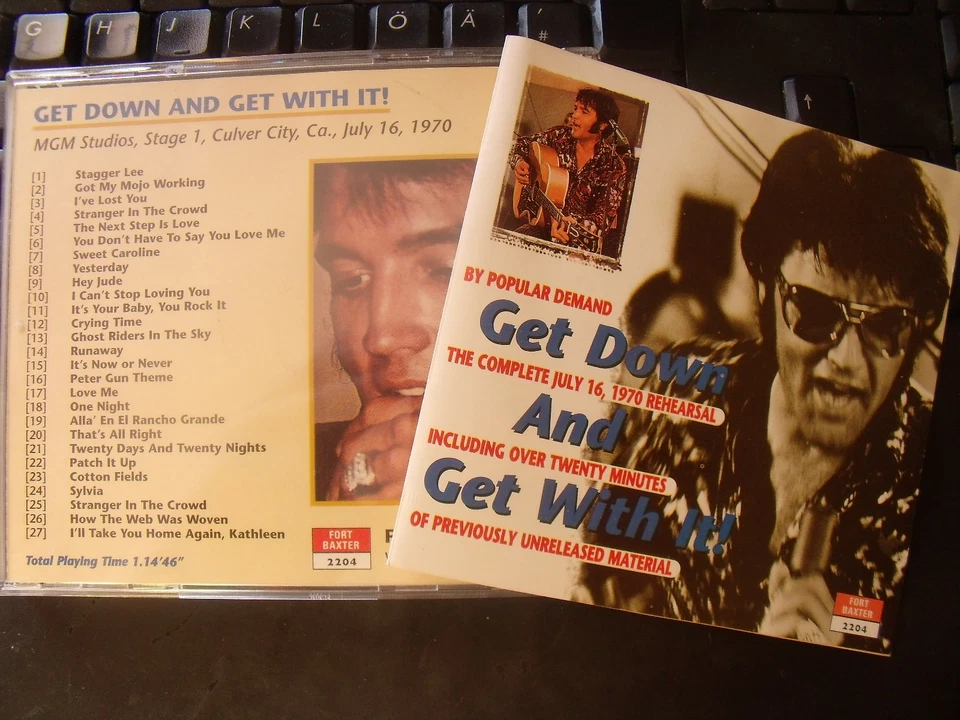 G H J K L Ö Ä ' #
GET DOWN AND GET WITH IT!
MGM Studios, Stage 1, Culver City, Ca., July 16, 1970
[1] Stagger Lee
[2] Got My Mojo Working
[3] I've Lost You
[4] Stranger In The Crowd
[5] The Next Step Is Love
[6] You Don't Have To Say You Love Me
[7] Sweet Caroline
[8] Yesterday
[9] Hey Jude
[10] I Can't Stop Loving You
[11] It's Your Baby, You Rock It
[12] Crying Time
[13] Ghost Riders In The Sky
[14] Runaway
[15] It's Now or Never
[16] Peter Gun Theme
[17] Love Me
[18] One Night
[19] Alla' En El Rancho Grande
[20] That's All Right
[21] Twenty Days And Twenty Nights
[22] Patch It Up
[23] Cotton Fields
[24] Sylvia
[25] Stranger In The Crowd
[26] How The Web Was Woven
[27] I'll Take You Home Again, Kathleen
Total Playing Time 1.14'46"
FORT
BAXTER
2204
BY POPULAR DEMAND
Get Down
THE COMPLETE JULY 16, 1970 REHEARSAL
And
INCLUDING OVER TWENTY MINUTES
Get With It!
OF PREVIOUSLY UNRELEASED MATERIAL
FORT
BAXTER
2204